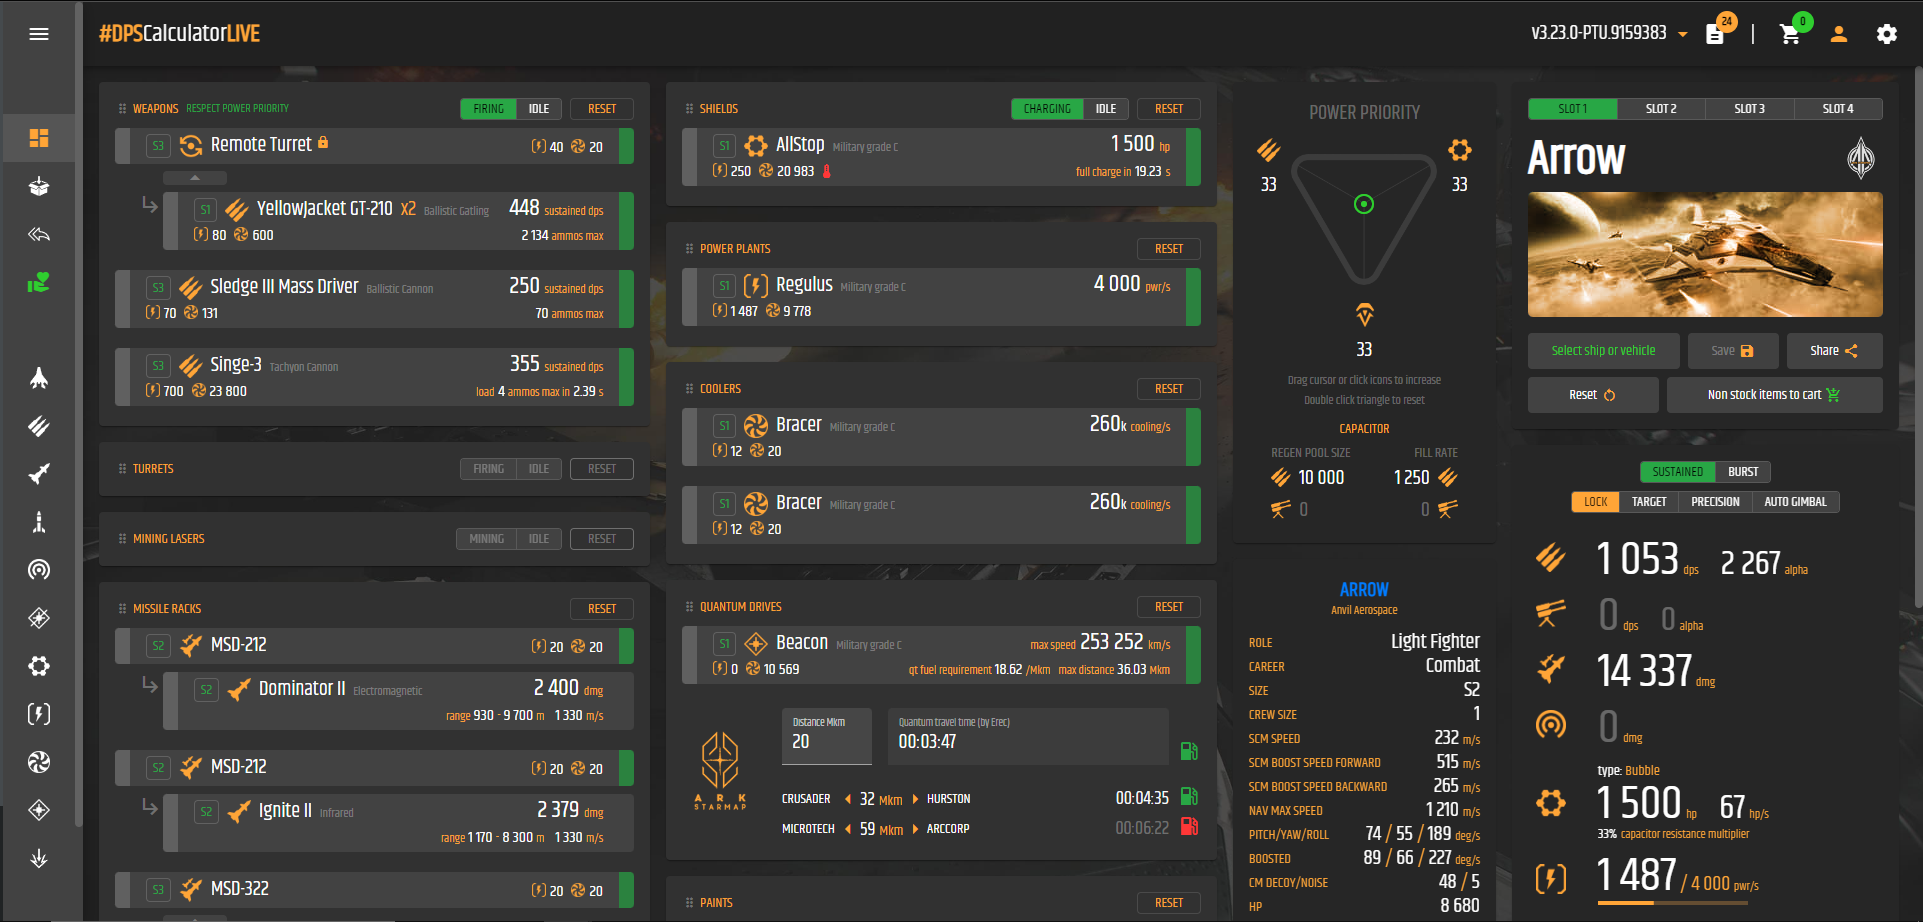 #DPSCalculatorLIVE
v3.23.0-PTU.9159383
24
0
WEAPONS RESPECT POWER PRIORITY FIRING IDLE RESET
S3 Remote Turret 40 20
S1 YellowJacket GT-210 X2 Ballistic Gatling 448 sustained dps
80 600 2 134 ammos max
S3 Sledge III Mass Driver Ballistic Cannon 250 sustained dps
70 131 70 ammos max
S3 Singe-3 Tachyon Cannon 355 sustained dps
700 23 800 load 4 ammos max in 2.39 s
TURRETS FIRING IDLE RESET
MINING LASERS MINING IDLE RESET
MISSILE RACKS RESET
S2 MSD-212 20 20
S2 Dominator II Electromagnetic 2 400 dmg
range 930 - 9 700 m 1 330 m/s
S2 MSD-212 20 20
S2 Ignite II Infrared 2 379 dmg
range 1 170 - 8 300 m 1 330 m/s
S3 MSD-322 20 20
SHIELDS CHARGING IDLE RESET
S1 AllStop Military grade C 1 500 hp
250 20 983 full charge in 19.23 s
POWER PLANTS RESET
S1 Regulus Military grade C 4 000 pwr/s
1 487 9 778
COOLERS RESET
S1 Bracer Military grade C 260k cooling/s
12 20
S1 Bracer Military grade C 260k cooling/s
12 20
QUANTUM DRIVES RESET
S1 Beacon Military grade C max speed 253 252 km/s
0 10 569 qt fuel requirement 18.62 /Mkm max distance 36.03 Mkm
Distance Mkm
20
Quantum travel time (by Erec)
00:03:47
ARK
STARMAP
CRUSADER 32 Mkm HURSTON 00:04:35
MICROTECH 59 Mkm ARCCORP 00:06:22
PAINTS RESET
POWER PRIORITY
33 33
33
Drag cursor or click icons to increase
Double click triangle to reset
CAPACITOR
REGEN POOL SIZE FILL RATE
10 000 1 250
0 0
ARROW
Anvil Aerospace
ROLE Light Fighter
CAREER Combat
SIZE S2
CREW SIZE 1
SCM SPEED 232 m/s
SCM BOOST SPEED FORWARD 515 m/s
SCM BOOST SPEED BACKWARD 265 m/s
NAV MAX SPEED 1 210 m/s
PITCH/YAW/ROLL 74 / 55 / 189 deg/s
BOOSTED 89 / 66 / 227 deg/s
CM DECOY/NOISE 48 / 5
HP 8 680
SLOT 1 SLOT 2 SLOT 3 SLOT 4
Arrow
Select ship or vehicle Save Share
Reset Non stock items to cart
SUSTAINED BURST
LOCK TARGET PRECISION AUTO GIMBAL
1 053 dps 2 267 alpha
0 dps 0 alpha
14 337 dmg
0 dmg
type: Bubble
1 500 hp 67 hp/s
33% capacitor resistance multiplier
1 487 / 4 000 pwr/s